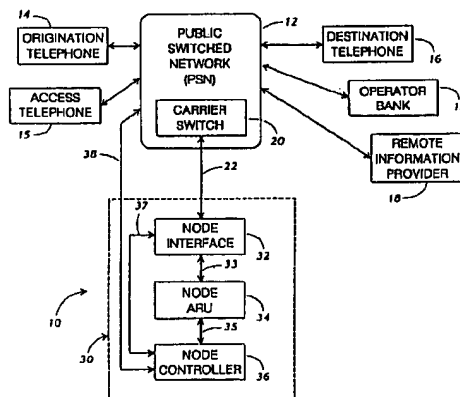 14
ORIGINATION
TELEPHONE
ACCESS
TELEPHONE
15
38
PUBLIC
SWITCHED
NETWORK
(PSN)
12
CARRIER
SWITCH
20
DESTINATION
TELEPHONE
16
OPERATOR
BANK
REMOTE
INFORMATION
PROVIDER
18
22
37
NODE
INTERFACE
32
33
NODE
ARU
34
35
NODE
CONTROLLER
36
10
30